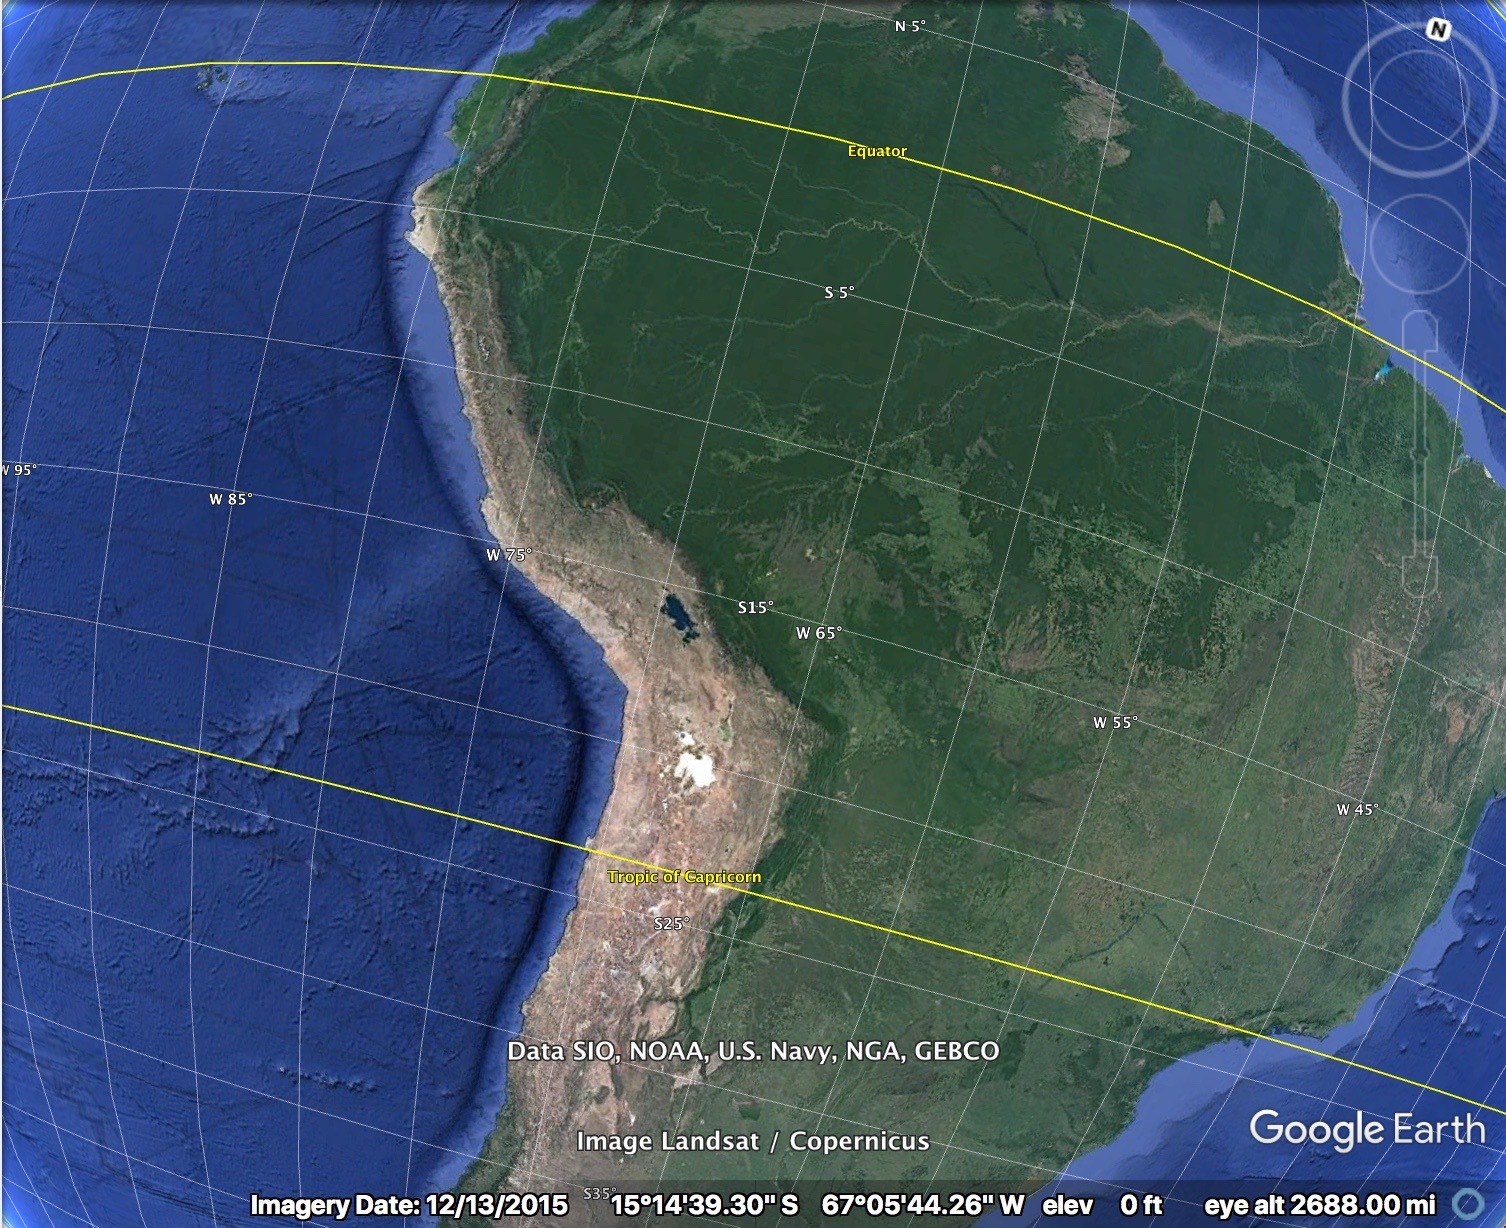 N 5°
N
Equator
S 5°
W 95°
W 85°
W 75°
S15°
W 65°
W 55°
W 45°
Tropic of Capricorn
S25°
Data SIO, NOAA, U.S. Navy, NGA, GEBCO
Google Earth
Image Landsat / Copernicus
S35°
Imagery Date: 12/13/2015 15°14'39.30" S 67°05'44.26" W elev 0 ft eye alt 2688.00 mi